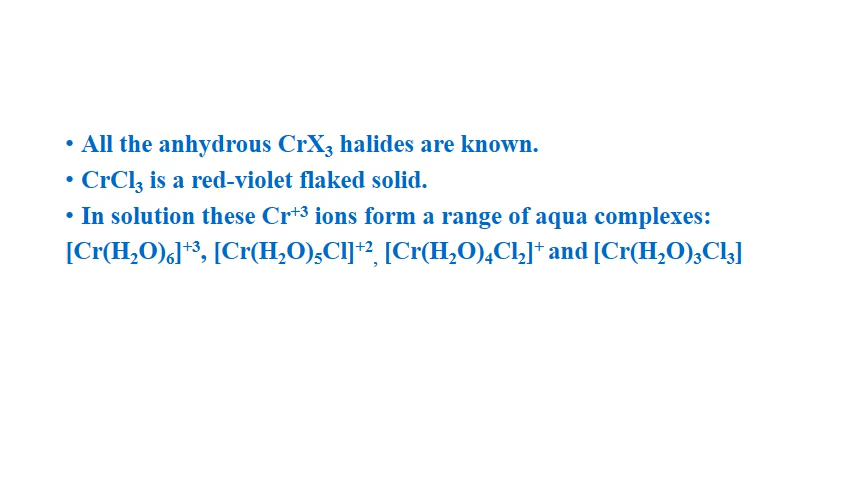 • All the anhydrous CrX₃ halides are known.
• CrCl₃ is a red-violet flaked solid.
• In solution these Cr⁺³ ions form a range of aqua complexes:
[Cr(H₂O)₆]⁺³, [Cr(H₂O)₅Cl]⁺², [Cr(H₂O)₄Cl₂]⁺ and [Cr(H₂O)₃Cl₃]